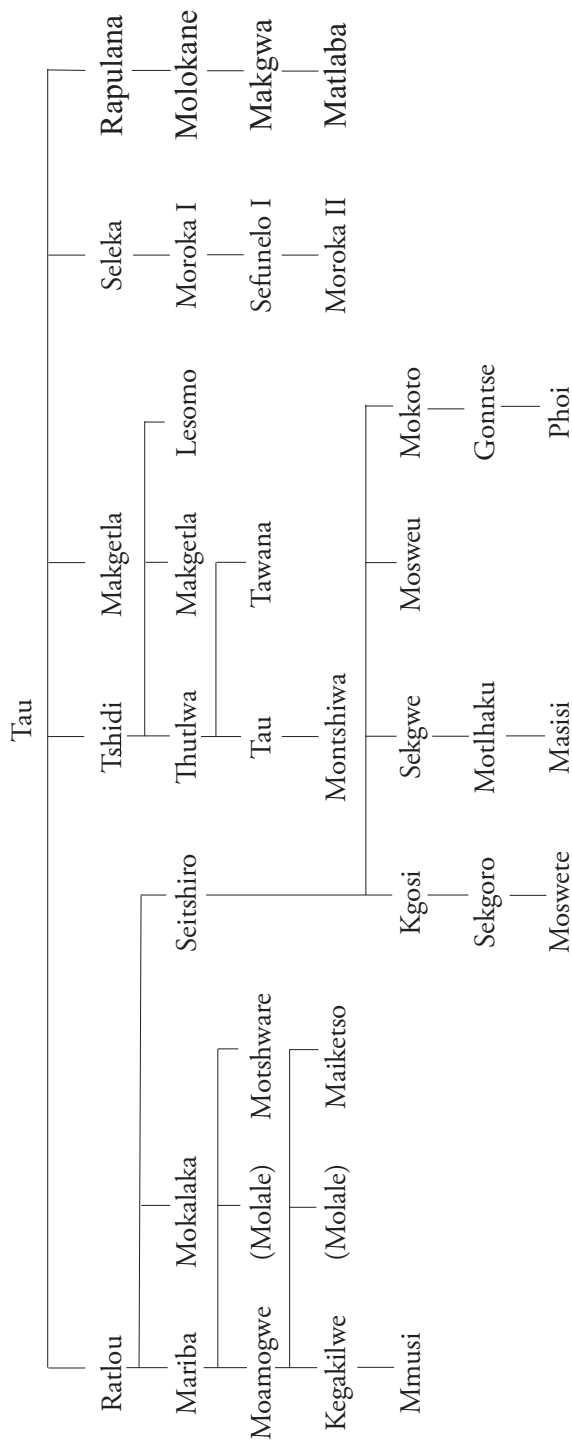 Tau
Ratlou Tshidi Makgetla Seleka Rapulana
Mariba Mokalaka Seitshiro Thutlwa Makgetla Lesomo Moroka I Molokane
Moamogwe (Molale) Motshware Tau Tawana Sefunelo I Makgwa
Kegakilwe (Molale) Maiketso Montshiwa Moroka II Matlaba
Mmusi Kgosi Sekgwe Mosweu Mokoto
Sekgoro Motlhaku Gonntse
Moswete Masisi Phoi